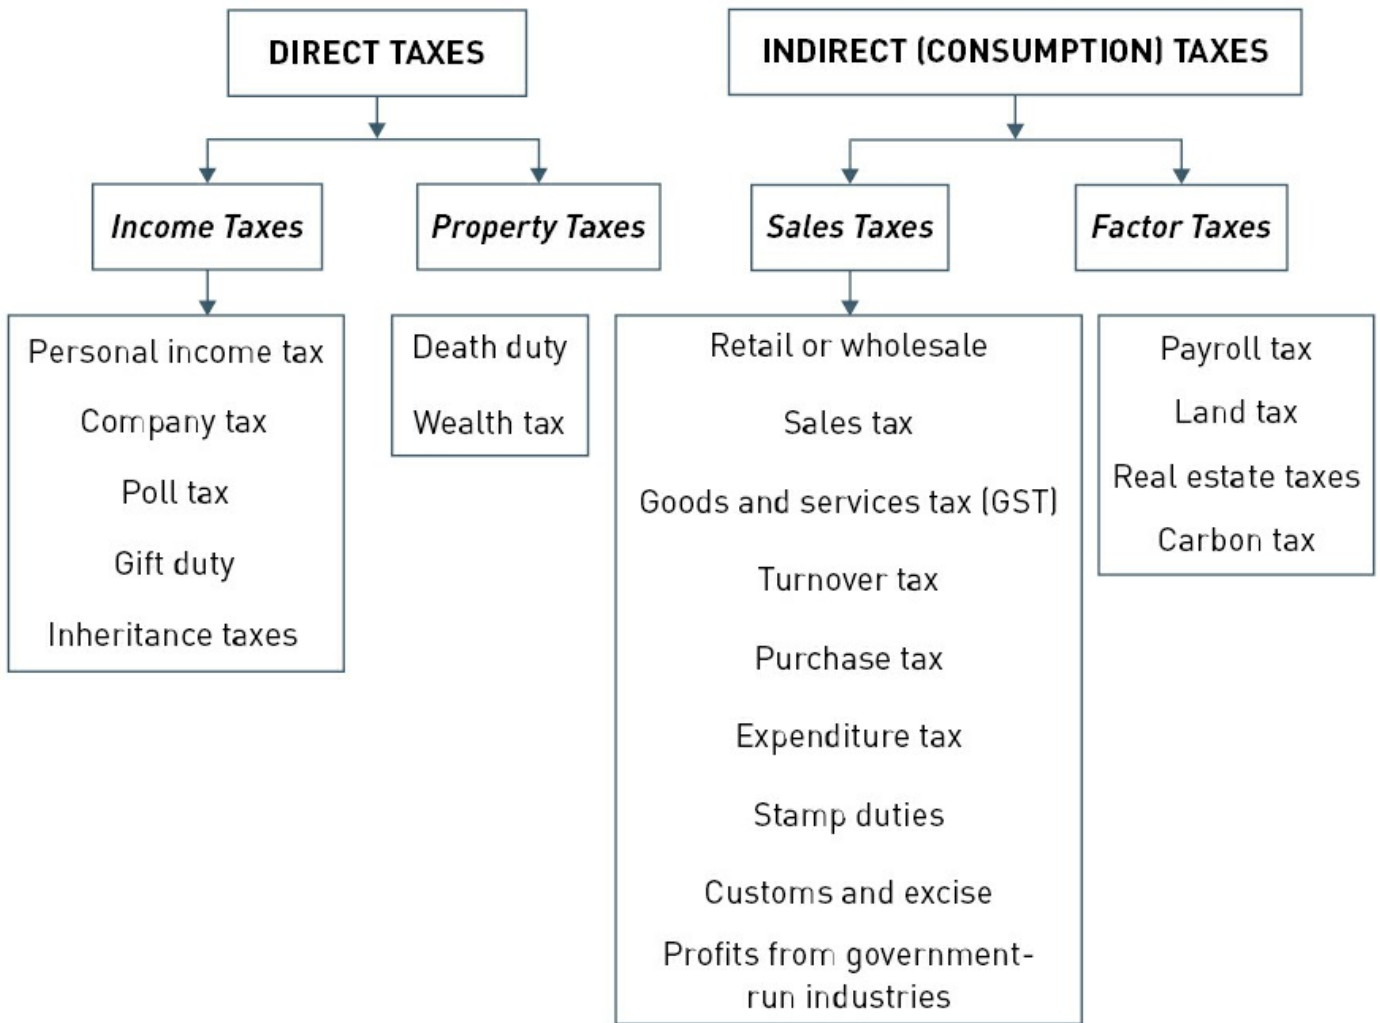 DIRECT TAXES
INDIRECT (CONSUMPTION) TAXES
Income Taxes
Property Taxes
Sales Taxes
Factor Taxes
Personal income tax
Company tax
Poll tax
Gift duty
Inheritance taxes
Death duty
Wealth tax
Retail or wholesale
Sales tax
Goods and services tax (GST)
Turnover tax
Purchase tax
Expenditure tax
Stamp duties
Customs and excise
Profits from government-
run industries
Payroll tax
Land tax
Real estate taxes
Carbon tax